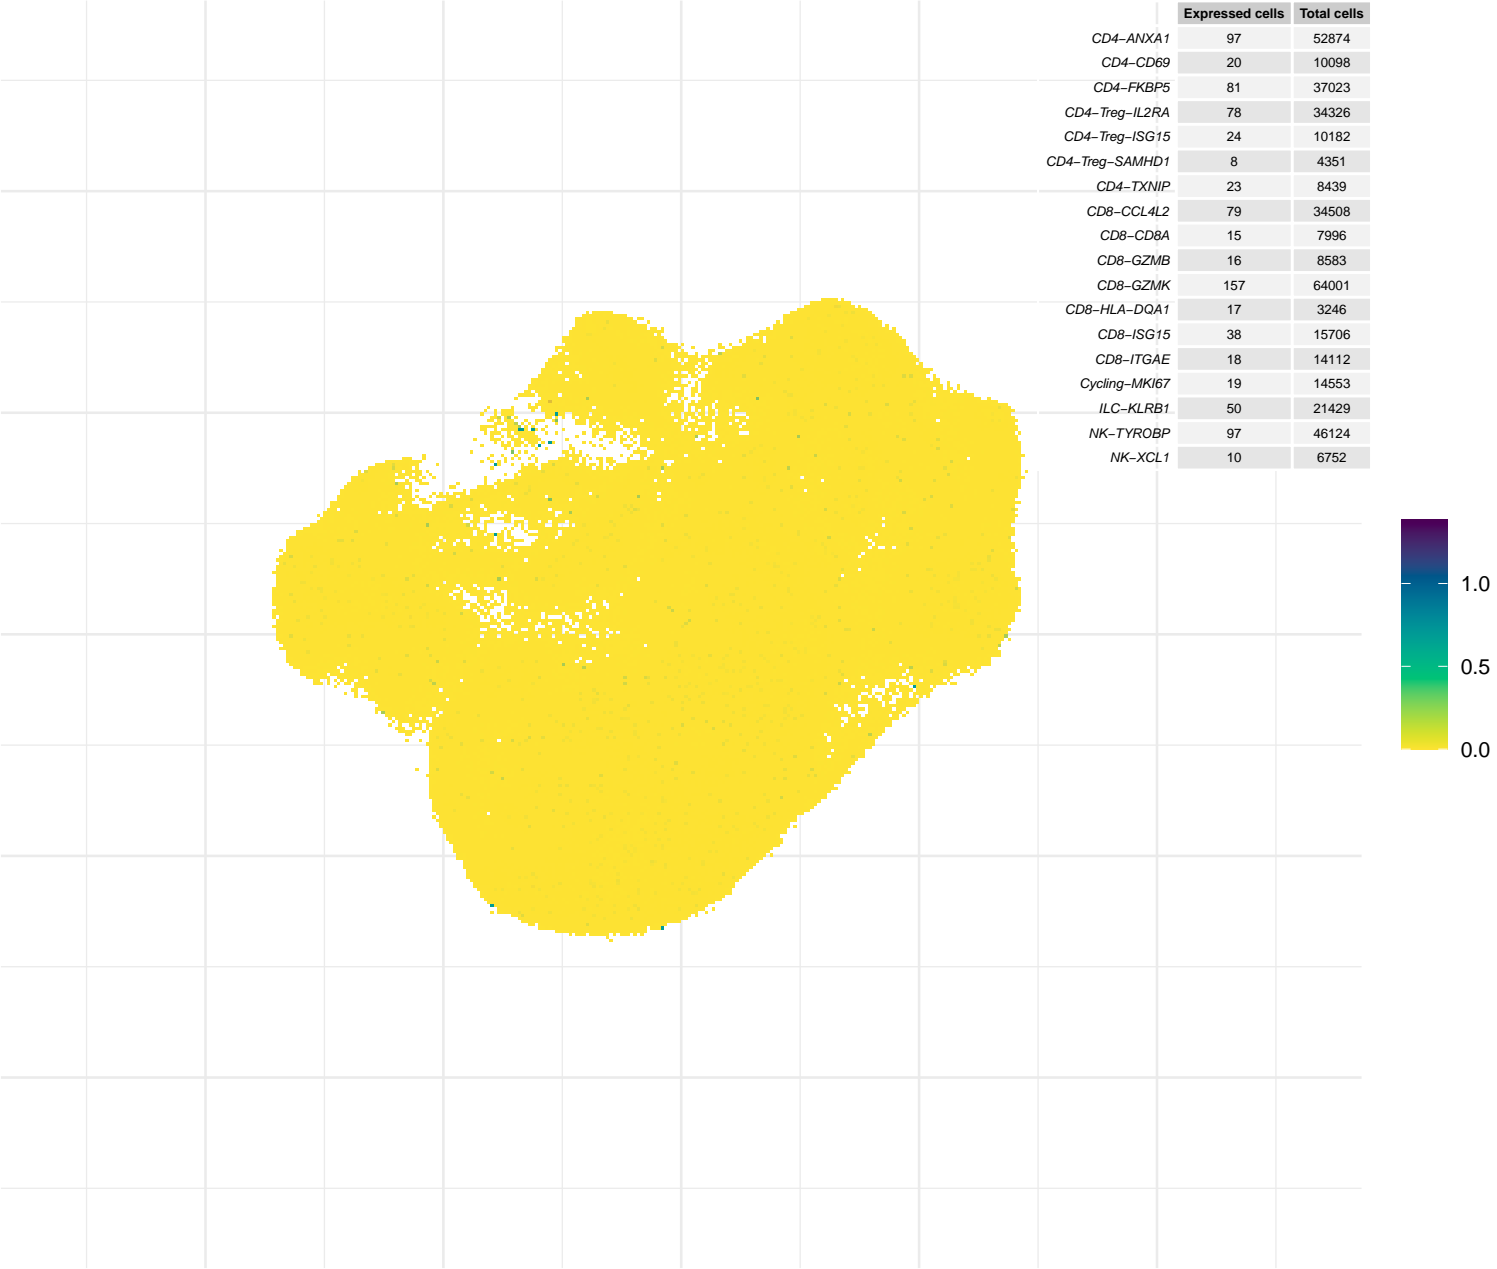 Expressed cells Total cells
CD4−ANXA1 97 52874
CD4−CD69 20 10098
CD4−FKBP5 81 37023
CD4−Treg−IL2RA 78 34326
CD4−Treg−ISG15 24 10182
CD4−Treg−SAMHD1 8 4351
CD4−TXNIP 23 8439
CD8−CCL4L2 79 34508
CD8−CD8A 15 7996
CD8−GZMB 16 8583
CD8−GZMK 157 64001
CD8−HLA−DQA1 17 3246
CD8−ISG15 38 15706
CD8−ITGAE 18 14112
Cycling−MKI67 19 14553
ILC−KLRB1 50 21429
NK−TYROBP 97 46124
NK−XCL1 10 6752
1.0
0.5
0.0